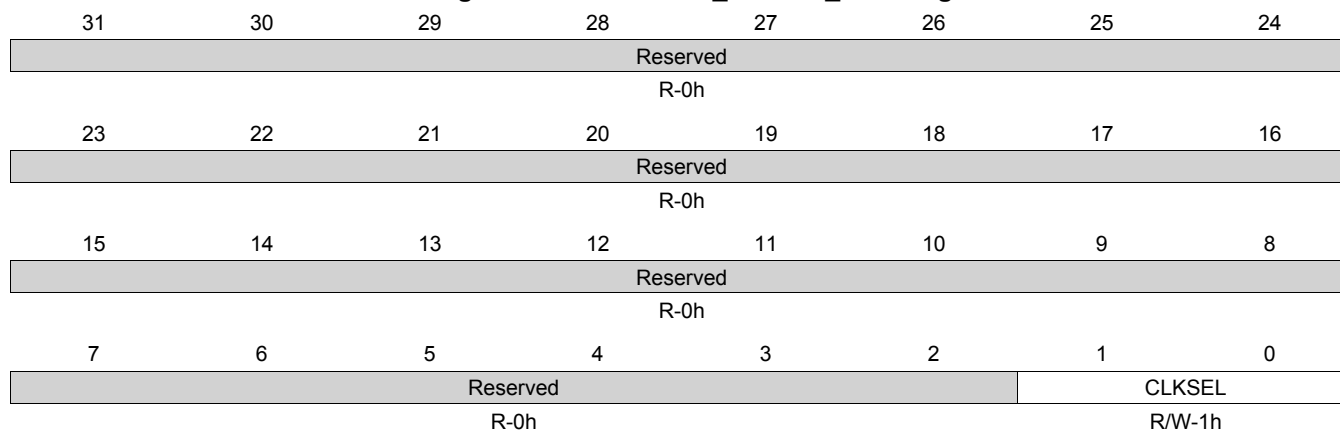 31 30 29 28 27 26 25 24
Reserved
R-0h
23 22 21 20 19 18 17 16
Reserved
R-0h
15 14 13 12 11 10 9 8
Reserved
R-0h
7 6 5 4 3 2 1 0
Reserved CLKSEL
R-0h R/W-1h